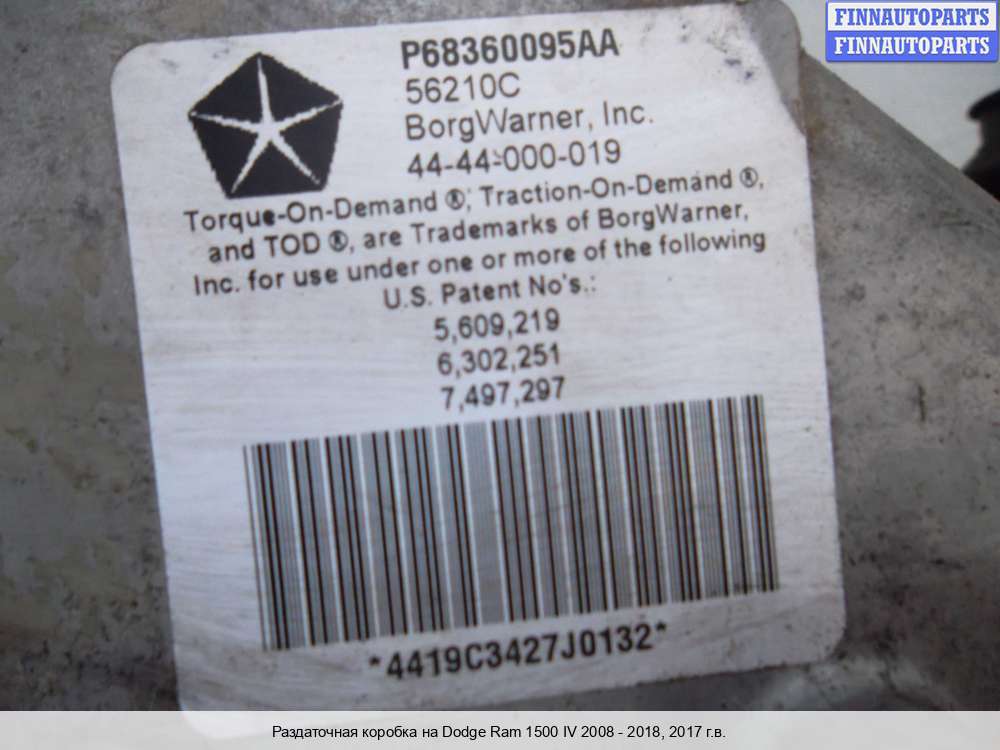 FINNAUTOPARTS
FINNAUTOPARTS
P68360095AA
56210C
BorgWarner, Inc.
44-44-000-019
Torque-On-Demand ®; Traction-On-Demand ®,
and TOD ®, are Trademarks of BorgWarner,
Inc. for use under one or more of the following
U.S. Patent No's.:
5,609,219
6,302,251
7,497,297
*4419C3427J0132*
Раздаточная коробка на Dodge Ram 1500 IV 2008 - 2018, 2017 г.в.